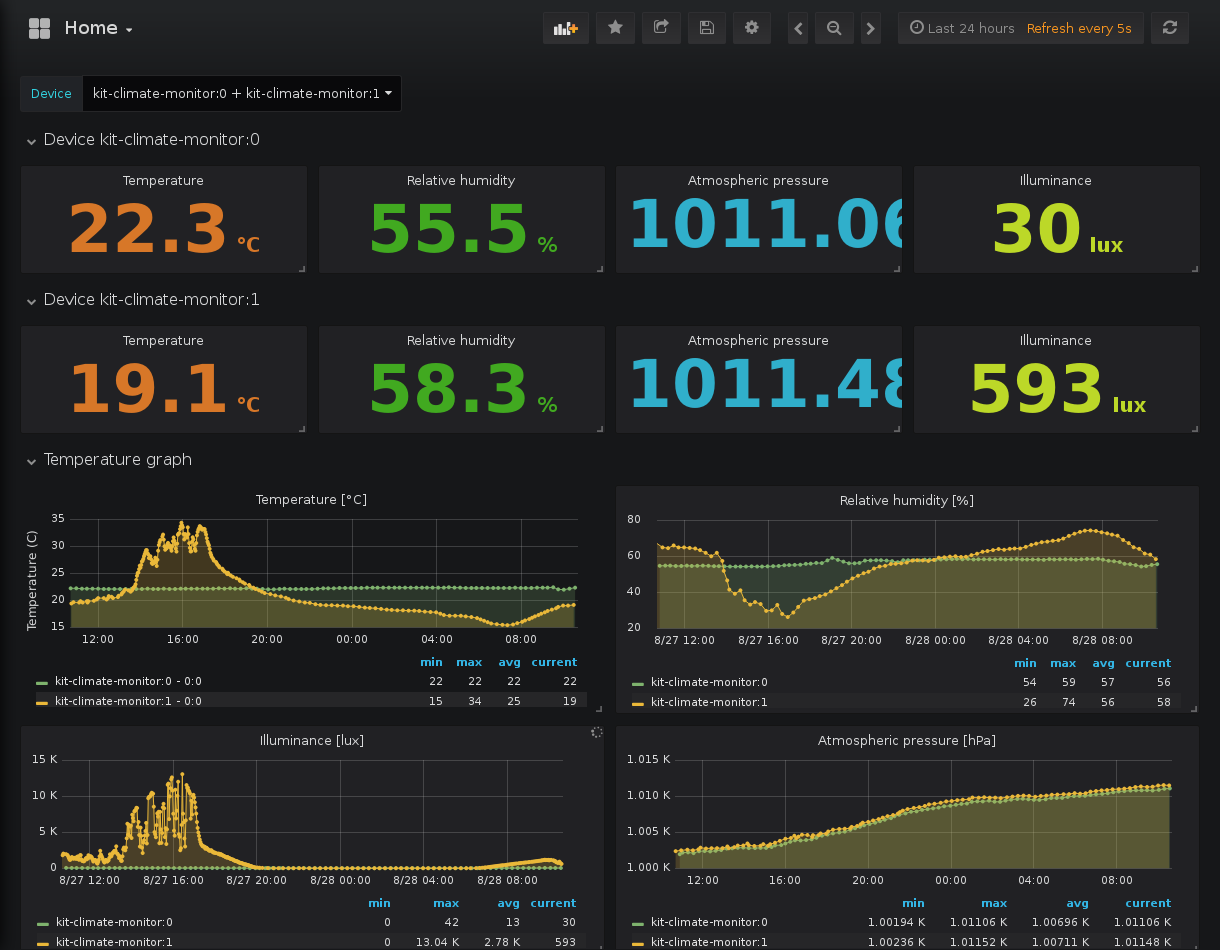 Home
Last 24 hours Refresh every 5s
Device kit-climate-monitor:0 + kit-climate-monitor:1
Device kit-climate-monitor:0
Temperature Relative humidity Atmospheric pressure Illuminance
22.3 °C 55.5 % 1011.06 30 lux
Device kit-climate-monitor:1
Temperature Relative humidity Atmospheric pressure Illuminance
19.1 °C 58.3 % 1011.48 593 lux
Temperature graph
Temperature [°C]
Temperature (C)
35
30
25
20
15
12:00 16:00 20:00 00:00 04:00 08:00
min max avg current
kit-climate-monitor:0 - 0:0 22 22 22 22
kit-climate-monitor:1 - 0:0 15 34 25 19
Relative humidity [%]
80
60
40
20
8/27 12:00 8/27 16:00 8/27 20:00 8/28 00:00 8/28 04:00 8/28 08:00
min max avg current
kit-climate-monitor:0 54 59 57 56
kit-climate-monitor:1 26 74 56 58
Illuminance [lux]
15 K
10 K
5 K
0
8/27 12:00 8/27 16:00 8/27 20:00 8/28 00:00 8/28 04:00 8/28 08:00
min max avg current
kit-climate-monitor:0 0 42 13 30
kit-climate-monitor:1 0 13.04 K 2.78 K 593
Atmospheric pressure [hPa]
1.015 K
1.010 K
1.005 K
1.000 K
12:00 16:00 20:00 00:00 04:00 08:00
min max avg current
kit-climate-monitor:0 1.00194 K 1.01106 K 1.00696 K 1.01106 K
kit-climate-monitor:1 1.00236 K 1.01152 K 1.00711 K 1.01148 K